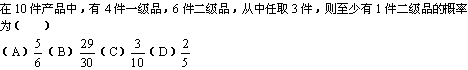 在 10 件产品中，有 4 件一级品，6 件二级品，从中任取 3 件，则至少有 1 件二级品的概率
为（　　）
（A）5/6（B）29/30（C）3/10（D）2/5